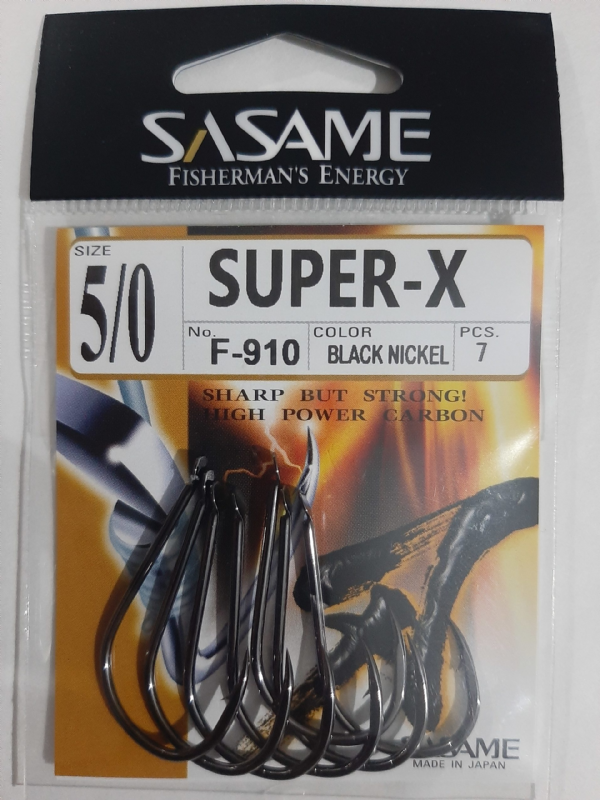 SASAME
FISHERMAN'S ENERGY
SIZE
5/0
SUPER-X
No.
F-910
COLOR
BLACK NICKEL
PCS.
7
SHARP BUT STRONG!
HIGH POWER CARBON
SASAME
MADE IN JAPAN